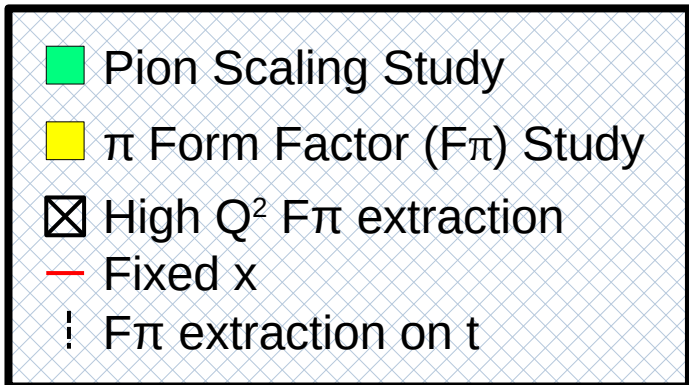 Pion Scaling Study
π Form Factor (Fπ) Study
High Q² Fπ extraction
Fixed x
Fπ extraction on t